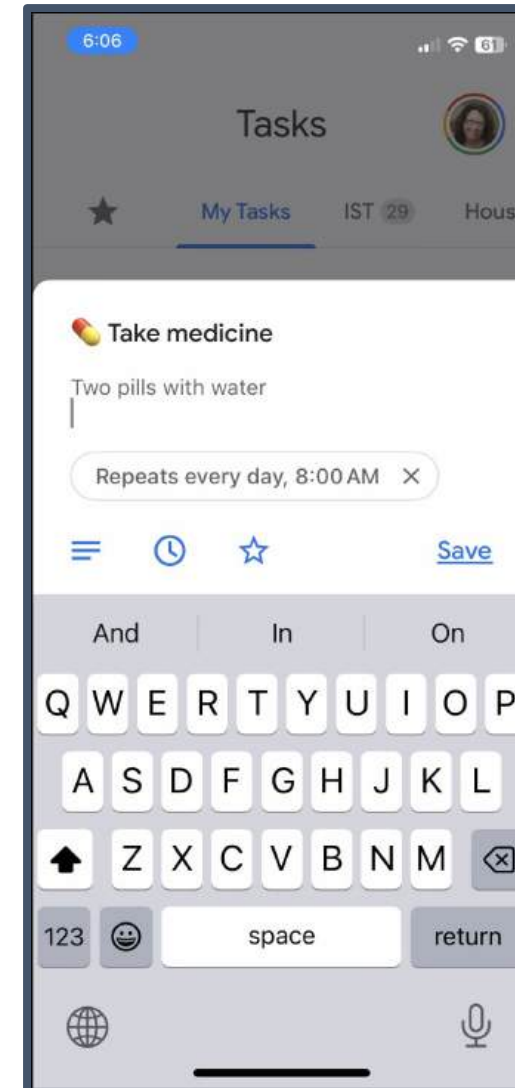 6:06
61
Tasks
My Tasks IST 29 Hous
💊 Take medicine
Two pills with water
Repeats every day, 8:00 AM ×
Save
And In On
Q W E R T Y U I O P
A S D F G H J K L
Z X C V B N M
123 space return